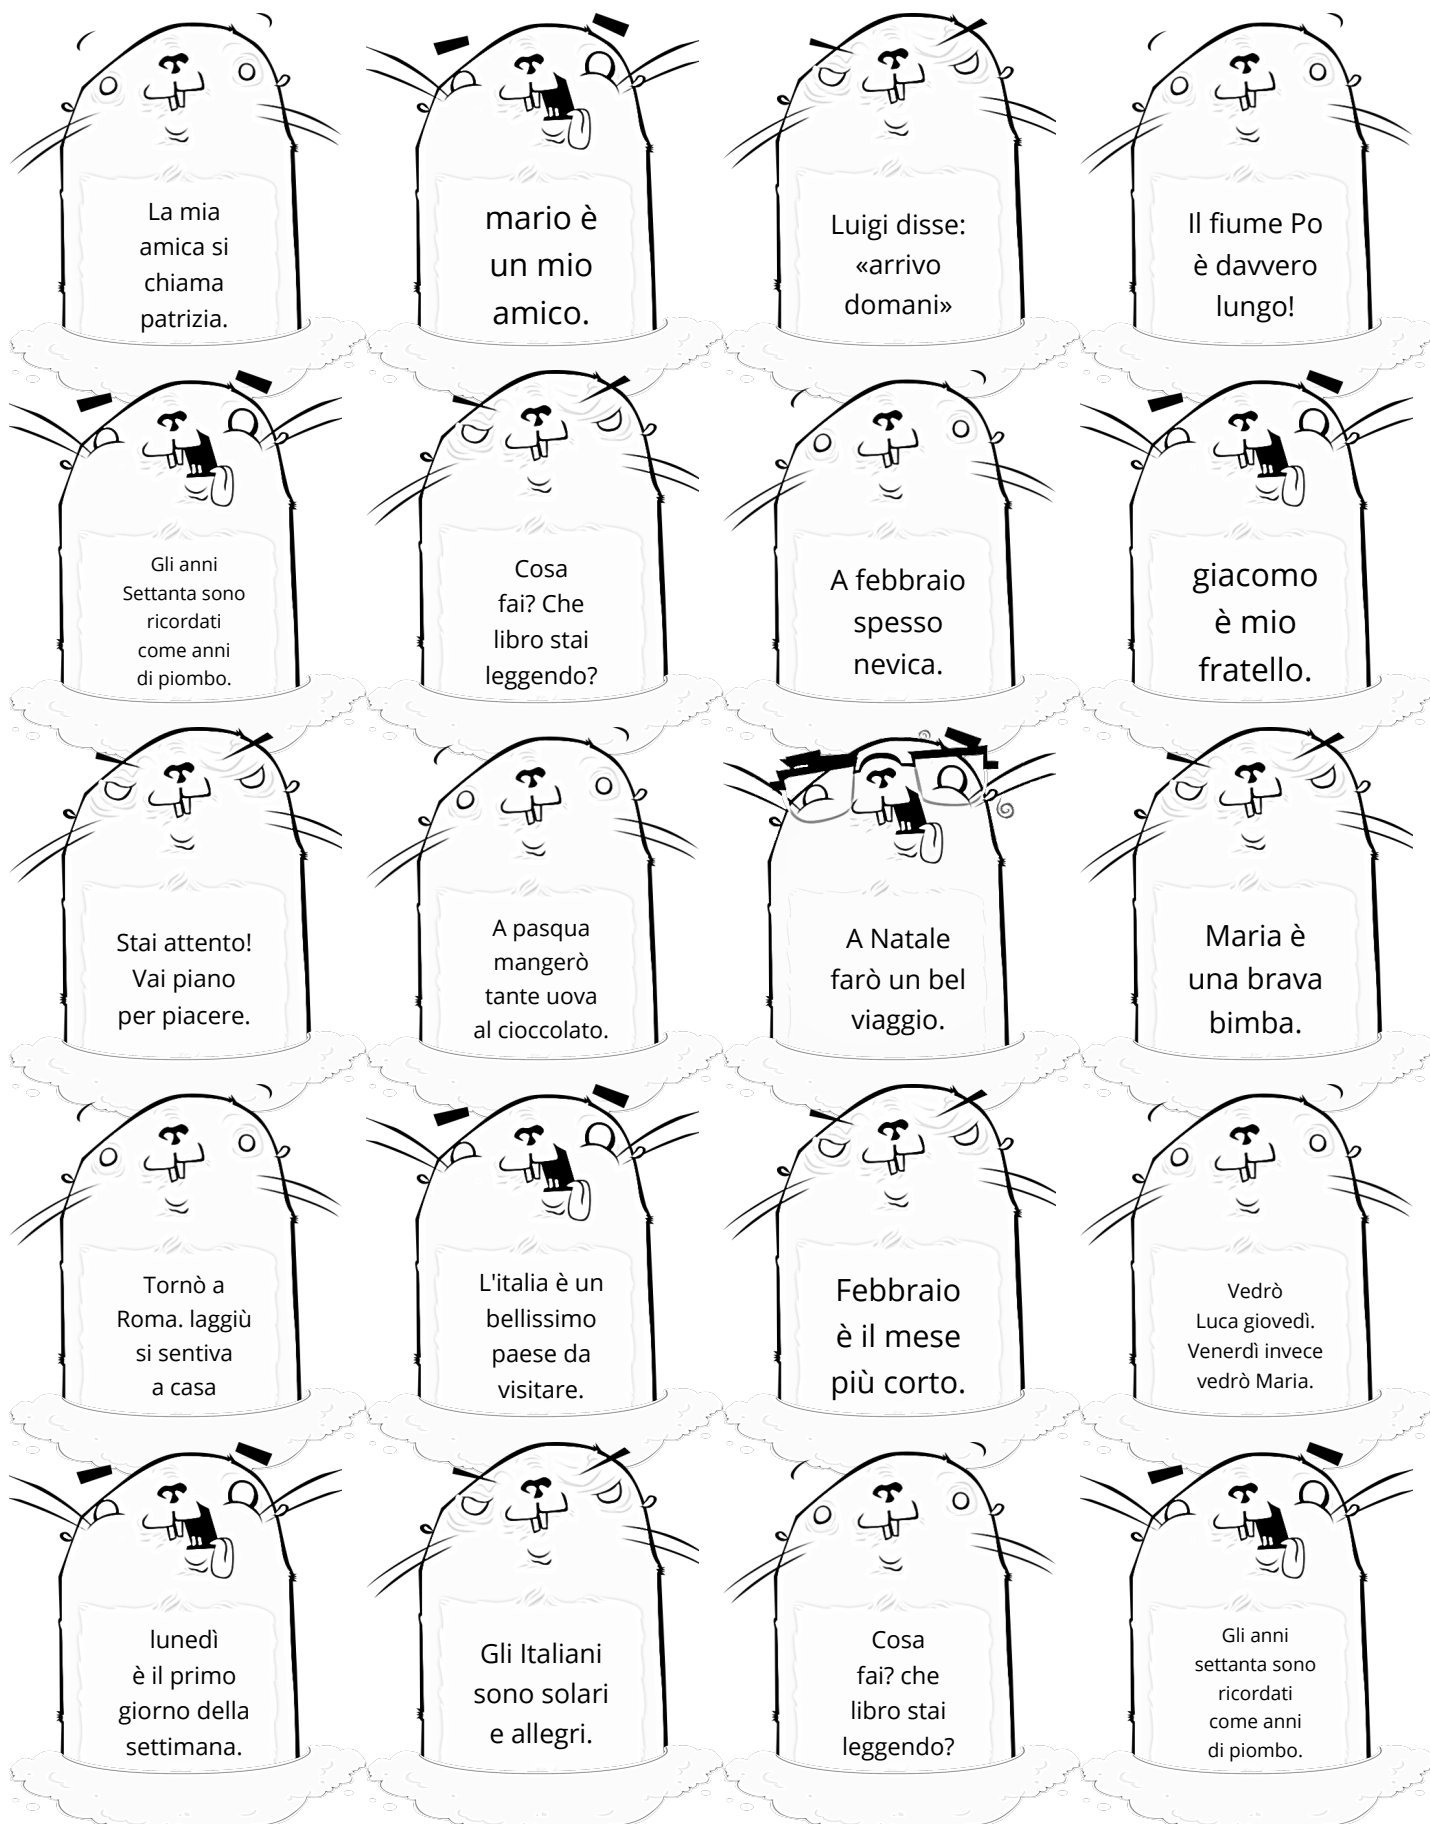 La mia
amica si
chiama
patrizia.
mario è
un mio
amico.
Luigi disse:
«arrivo
domani»
Il fiume Po
è davvero
lungo!
Gli anni
Settanta sono
ricordati
come anni
di piombo.
Cosa
fai? Che
libro stai
leggendo?
A febbraio
spesso
nevica.
giacomo
è mio
fratello.
Stai attento!
Vai piano
per piacere.
A pasqua
mangerò
tante uova
al cioccolato.
A Natale
farò un bel
viaggio.
Maria è
una brava
bimba.
Tornò a
Roma. laggiù
si sentiva
a casa
L'italia è un
bellissimo
paese da
visitare.
Febbraio
è il mese
più corto.
Vedrò
Luca giovedì.
Venerdì invece
vedrò Maria.
lunedì
è il primo
giorno della
settimana.
Gli Italiani
sono solari
e allegri.
Cosa
fai? che
libro stai
leggendo?
Gli anni
settanta sono
ricordati
come anni
di piombo.